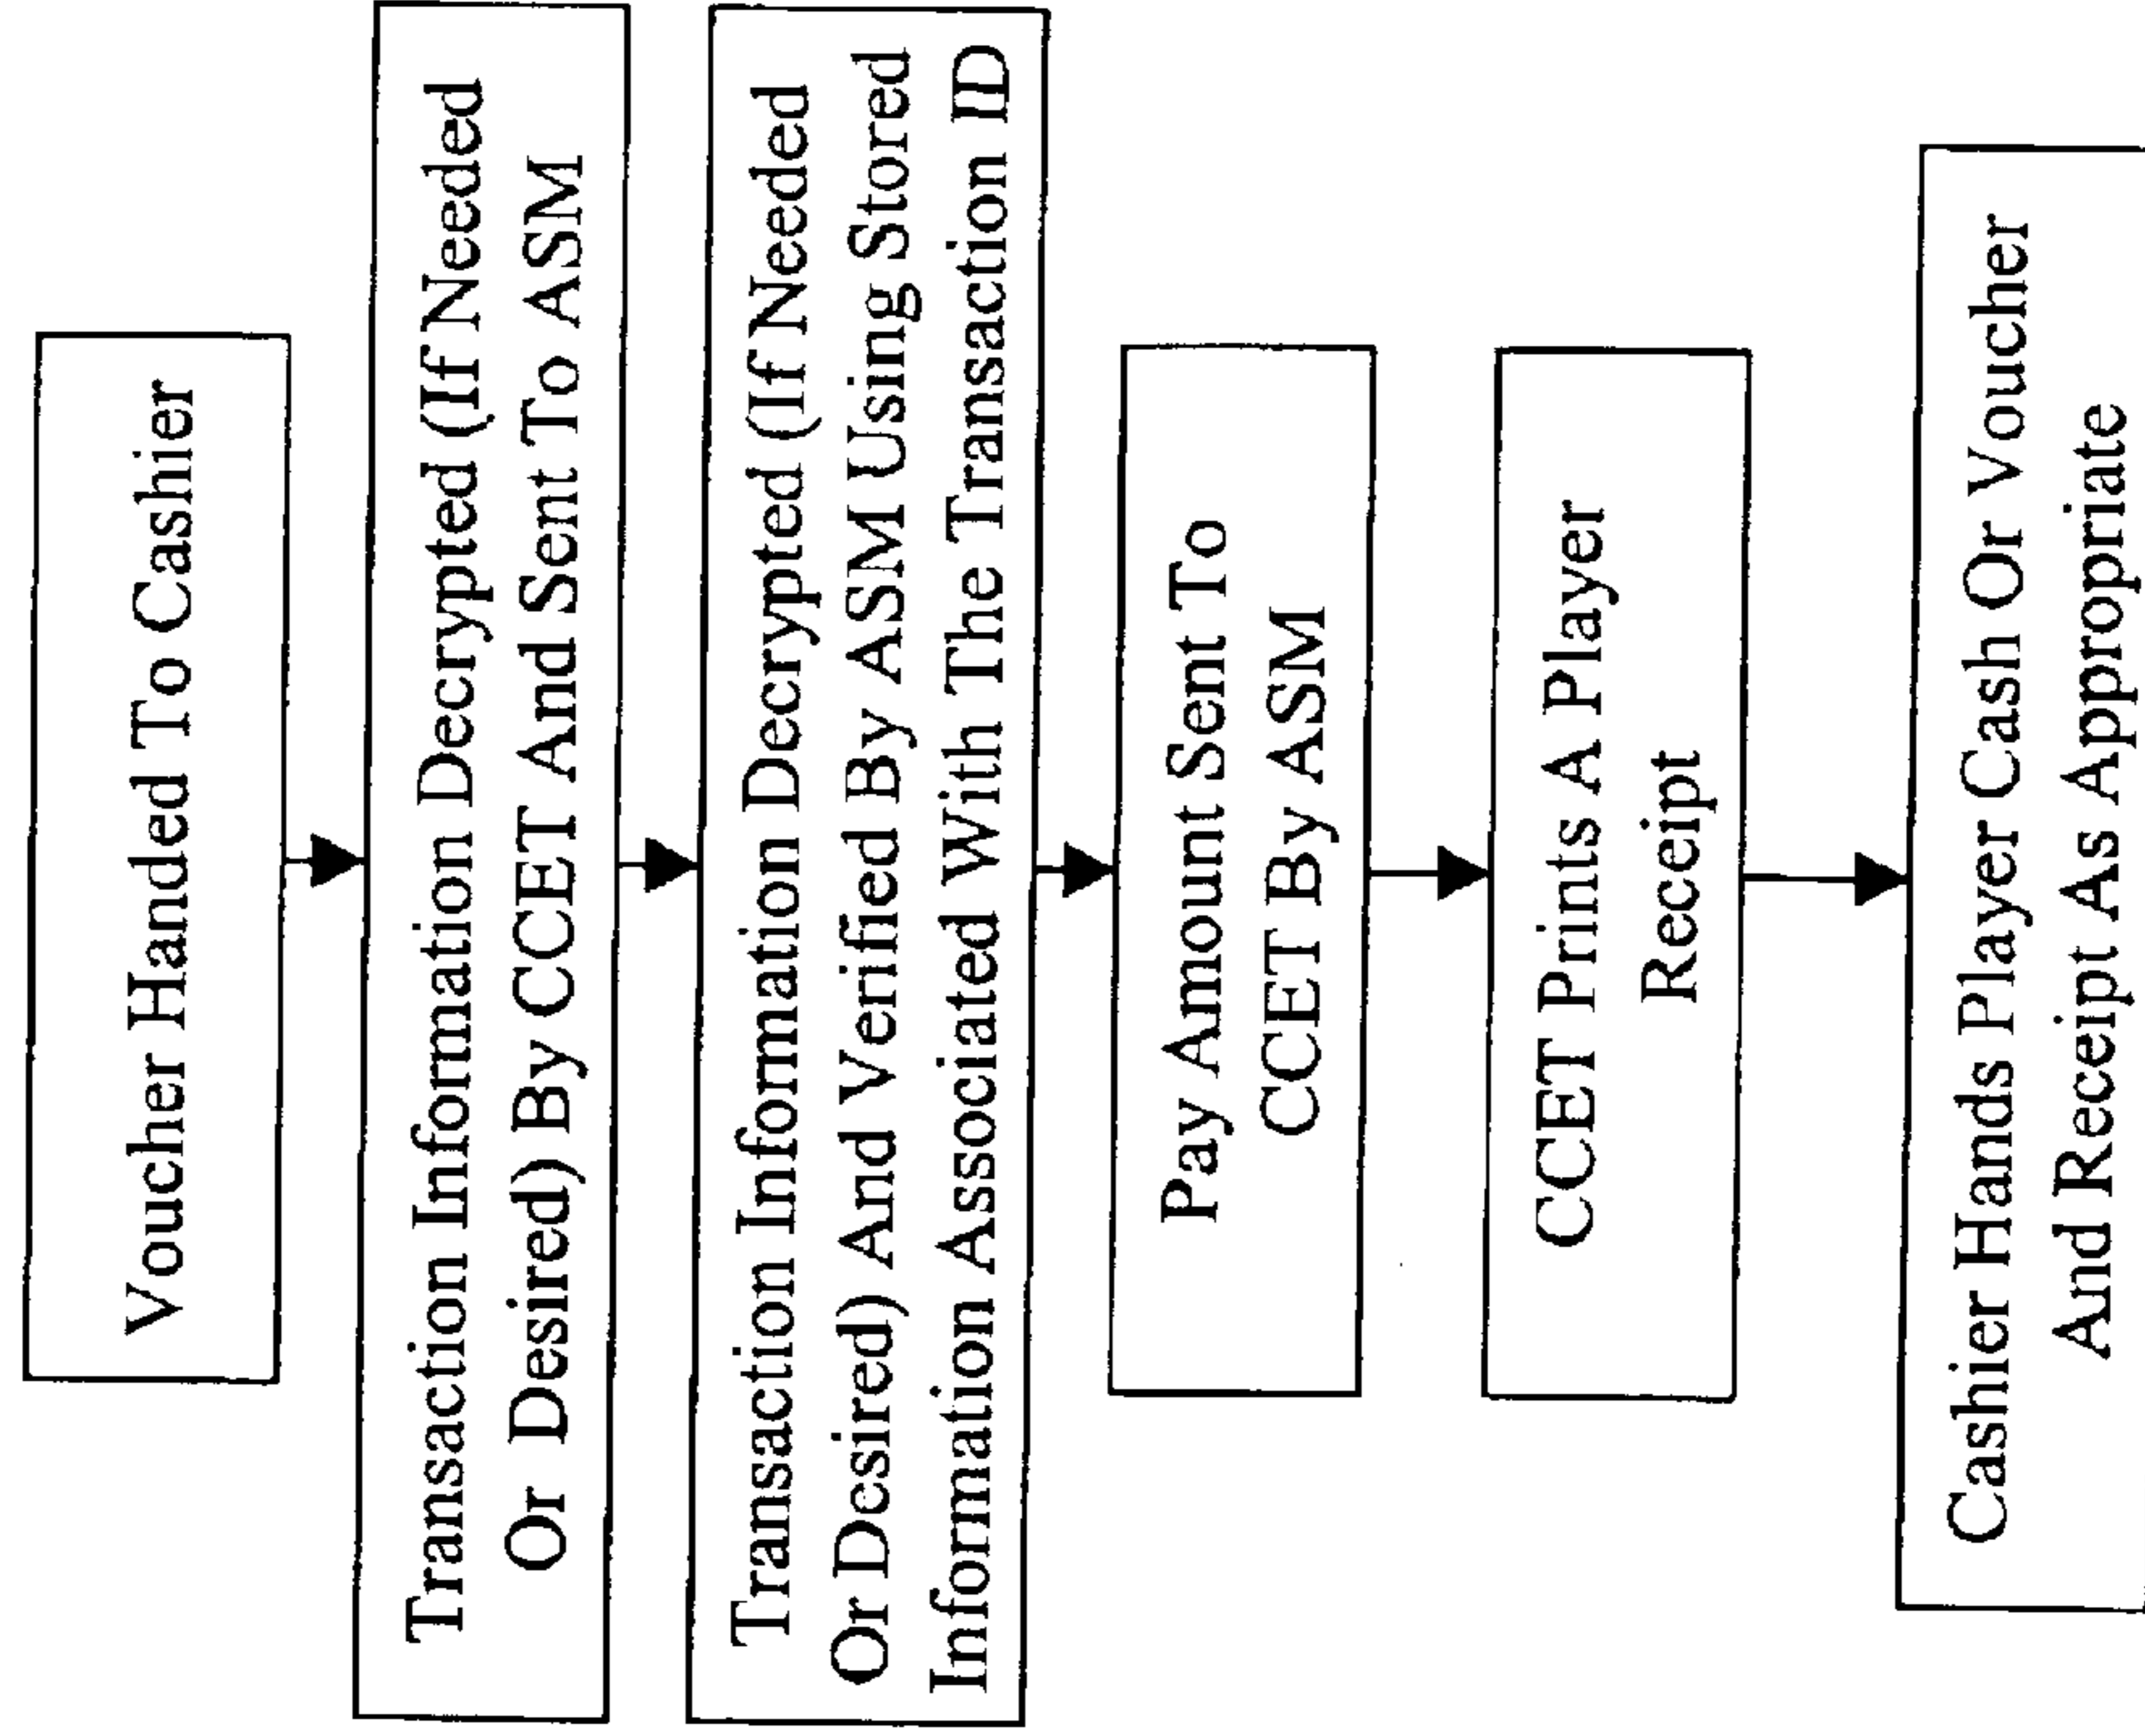 Voucher Handed To Cashier
Transaction Information Decrypted (If Needed
Or Desired) By CCET And Sent To ASM
Transaction Information Decrypted (If Needed
Or Desired) And Verified By ASM Using Stored
Information Associated With The Transaction ID
Pay Amount Sent To
CCET By ASM
CCET Prints A Player
Receipt
Cashier Hands Player Cash Or Voucher
And Receipt As Appropriate